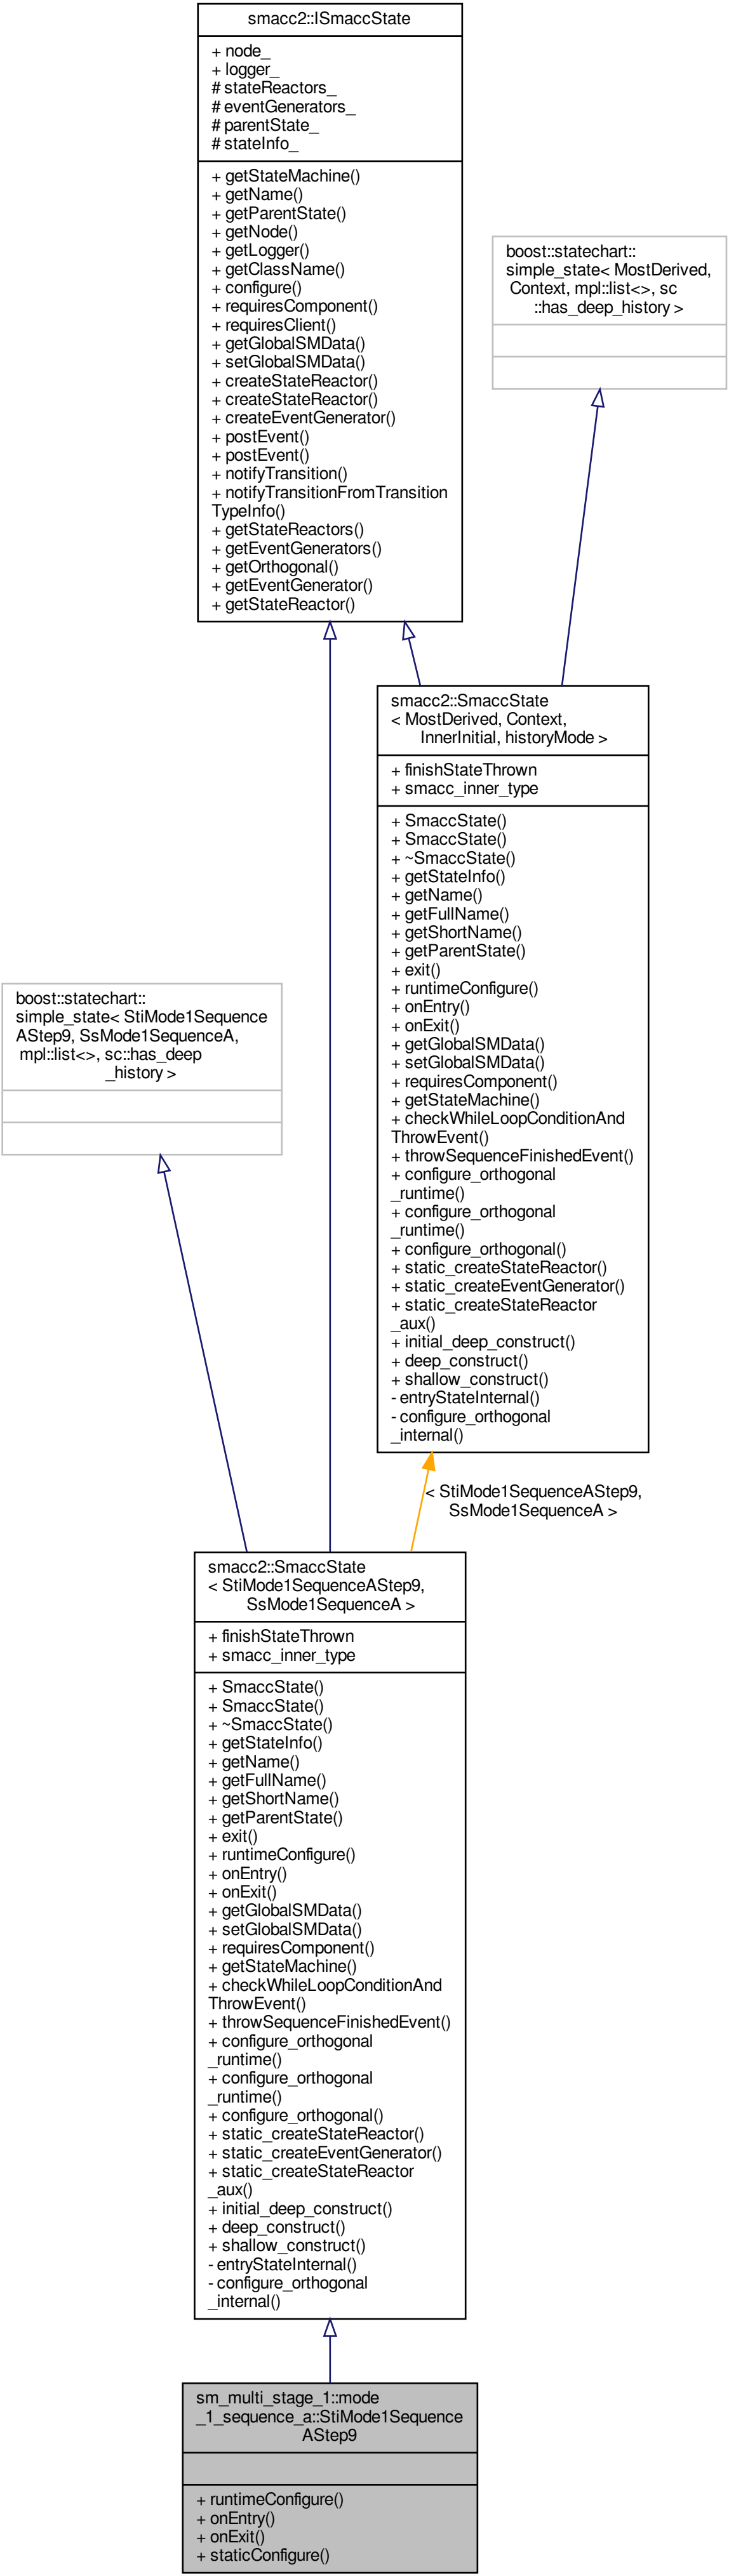 smacc2::ISmaccState
+ node_
+ logger_
# stateReactors_
# eventGenerators_
# parentState_
# stateInfo_
+ getStateMachine()
+ getName()
+ getParentState()
+ getNode()
+ getLogger()
+ getClassName()
+ configure()
+ requiresComponent()
+ requiresClient()
+ getGlobalSMData()
+ setGlobalSMData()
+ createStateReactor()
+ createStateReactor()
+ createEventGenerator()
+ postEvent()
+ postEvent()
+ notifyTransition()
+ notifyTransitionFromTransition
TypeInfo()
+ getStateReactors()
+ getEventGenerators()
+ getOrthogonal()
+ getEventGenerator()
+ getStateReactor()
boost::statechart::
simple_state< MostDerived,
Context, mpl::list<>, sc
::has_deep_history >
smacc2::SmaccState
< MostDerived, Context,
InnerInitial, historyMode >
+ finishStateThrown
+ smacc_inner_type
+ SmaccState()
+ SmaccState()
+ ~SmaccState()
+ getStateInfo()
+ getName()
+ getFullName()
+ getShortName()
+ getParentState()
+ exit()
+ runtimeConfigure()
+ onEntry()
+ onExit()
+ getGlobalSMData()
+ setGlobalSMData()
+ requiresComponent()
+ getStateMachine()
+ checkWhileLoopConditionAnd
ThrowEvent()
+ throwSequenceFinishedEvent()
+ configure_orthogonal
_runtime()
+ configure_orthogonal
_runtime()
+ configure_orthogonal()
+ static_createStateReactor()
+ static_createEventGenerator()
+ static_createStateReactor
_aux()
+ initial_deep_construct()
+ deep_construct()
+ shallow_construct()
- entryStateInternal()
- configure_orthogonal
_internal()
boost::statechart::
simple_state< StiMode1Sequence
AStep9, SsMode1SequenceA,
mpl::list<>, sc::has_deep
_history >
< StiMode1SequenceAStep9,
SsMode1SequenceA >
smacc2::SmaccState
< StiMode1SequenceAStep9,
SsMode1SequenceA >
+ finishStateThrown
+ smacc_inner_type
+ SmaccState()
+ SmaccState()
+ ~SmaccState()
+ getStateInfo()
+ getName()
+ getFullName()
+ getShortName()
+ getParentState()
+ exit()
+ runtimeConfigure()
+ onEntry()
+ onExit()
+ getGlobalSMData()
+ setGlobalSMData()
+ requiresComponent()
+ getStateMachine()
+ checkWhileLoopConditionAnd
ThrowEvent()
+ throwSequenceFinishedEvent()
+ configure_orthogonal
_runtime()
+ configure_orthogonal
_runtime()
+ configure_orthogonal()
+ static_createStateReactor()
+ static_createEventGenerator()
+ static_createStateReactor
_aux()
+ initial_deep_construct()
+ deep_construct()
+ shallow_construct()
- entryStateInternal()
- configure_orthogonal
_internal()
sm_multi_stage_1::mode
_1_sequence_a::StiMode1Sequence
AStep9
+ runtimeConfigure()
+ onEntry()
+ onExit()
+ staticConfigure()